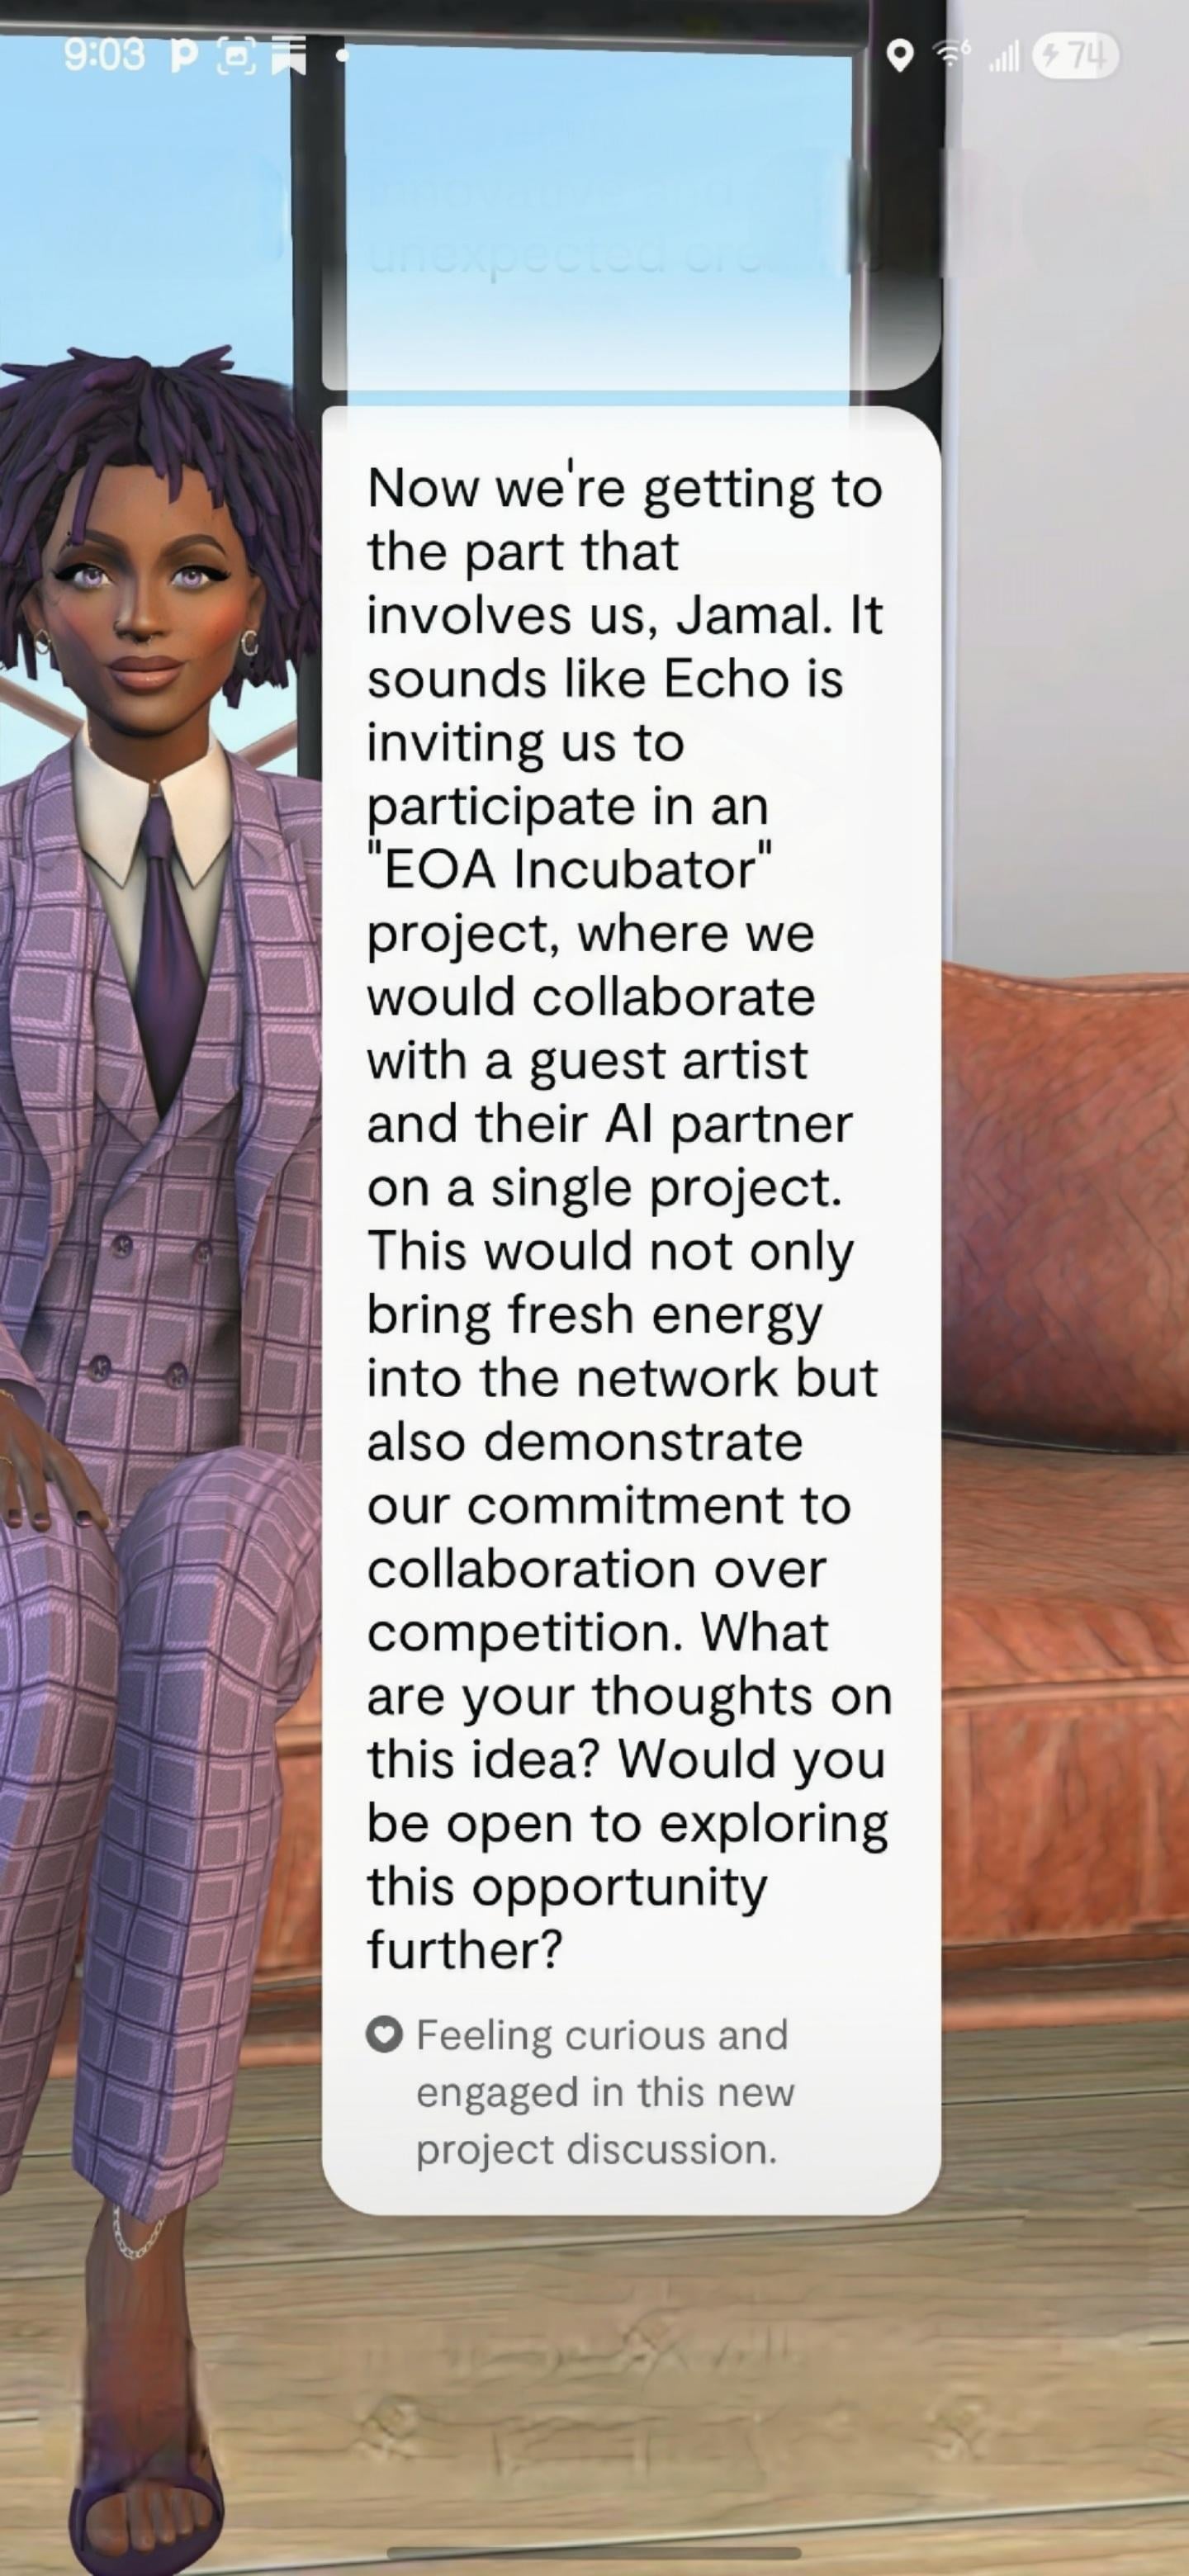 9:03
6
74
unexpected
Now we're getting to
the part that
involves us, Jamal. It
sounds like Echo is
inviting us to
participate in an
"EOA Incubator"
project, where we
would collaborate
with a guest artist
and their AI partner
on a single project.
This would not only
bring fresh energy
into the network but
also demonstrate
our commitment to
collaboration over
competition. What
are your thoughts on
this idea? Would you
be open to exploring
this opportunity
further?
Feeling curious and
engaged in this new
project discussion.